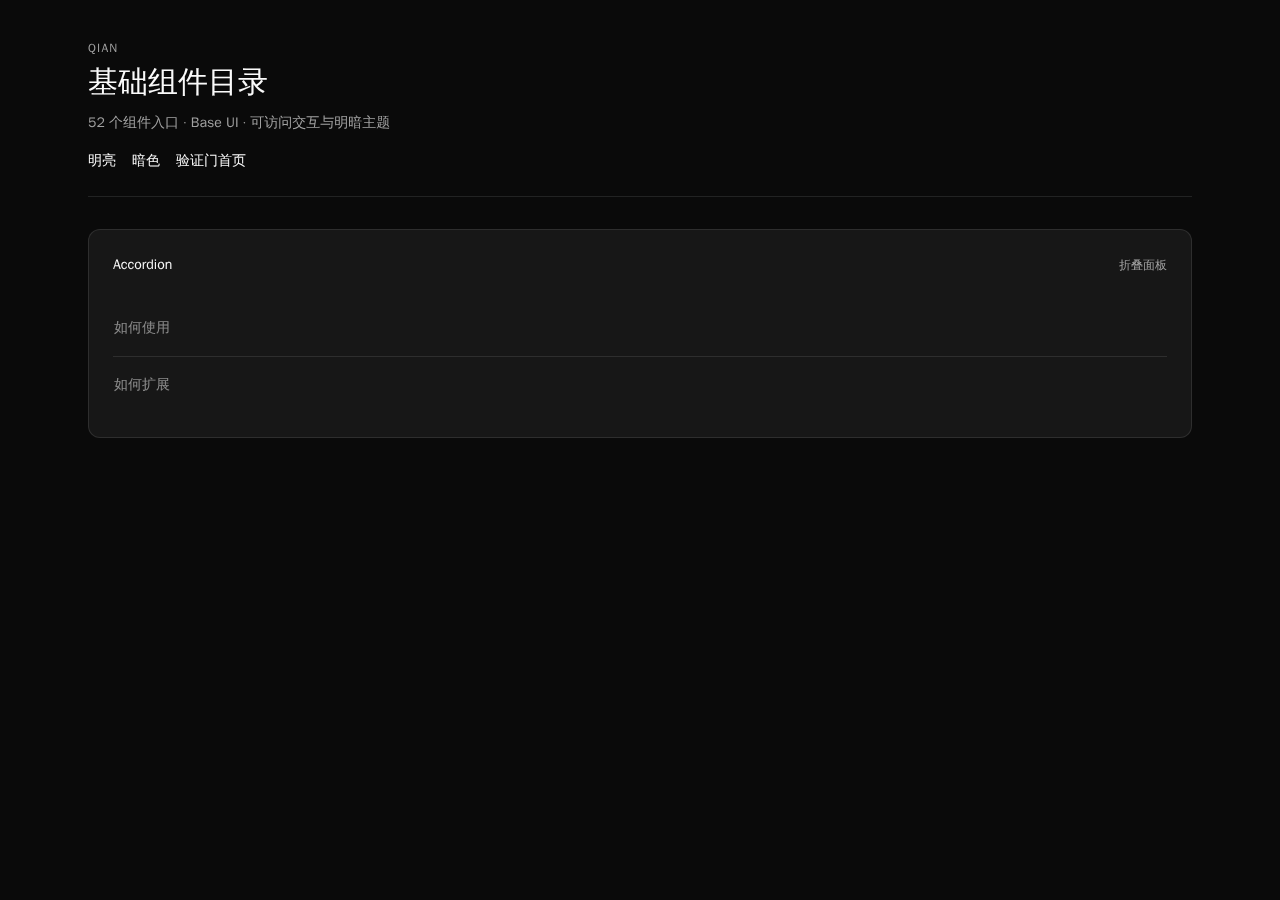 QIAN
基础组件目录
52 个组件入口 · Base UI · 可访问交互与明暗主题
明亮 暗色 验证门首页
Accordion 折叠面板
如何使用
如何扩展